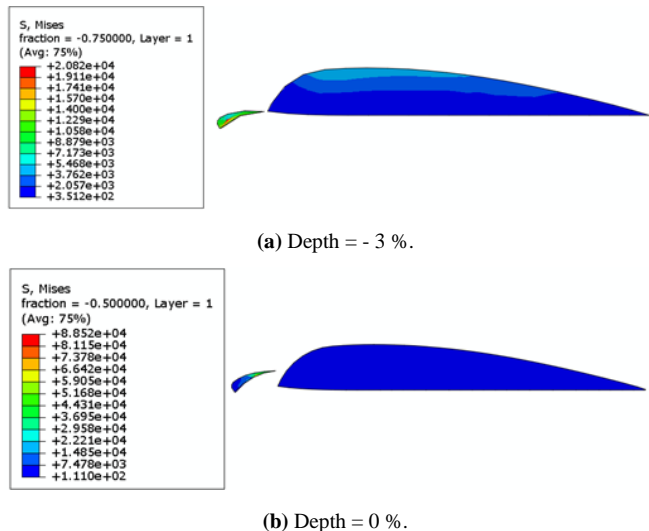 S, Mises
fraction = -0.750000, Layer = 1
(Avg: 75%)
+2.082e+04
+1.911e+04
+1.741e+04
+1.570e+04
+1.400e+04
+1.229e+04
+1.058e+04
+8.879e+03
+7.173e+03
+5.468e+03
+3.762e+03
+2.057e+03
+3.512e+02
(a) Depth = - 3 %.
S, Mises
fraction = -0.500000, Layer = 1
(Avg: 75%)
+8.852e+04
+8.115e+04
+7.378e+04
+6.642e+04
+5.905e+04
+5.168e+04
+4.431e+04
+3.695e+04
+2.958e+04
+2.221e+04
+1.485e+04
+7.478e+03
+1.110e+02
(b) Depth = 0 %.